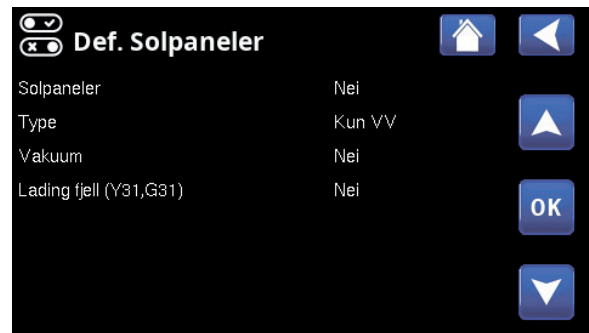 Def. Solpaneler
Solpaneler Nei
Type Kun VV
Vakuum Nei
Lading fjell (Y31,G31) Nei
OK